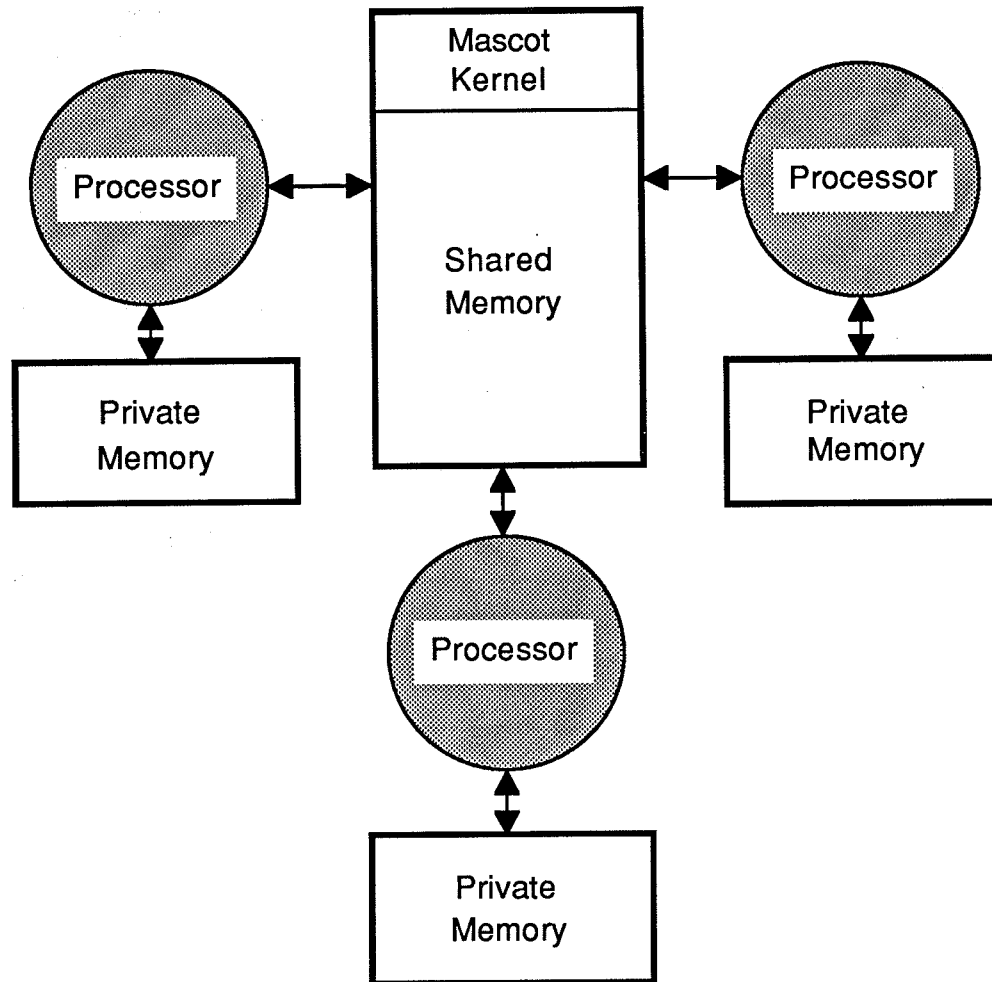 Mascot
Kernel
Processor
Processor
Shared
Memory
Private
Memory
Private
Memory
Processor
Private
Memory